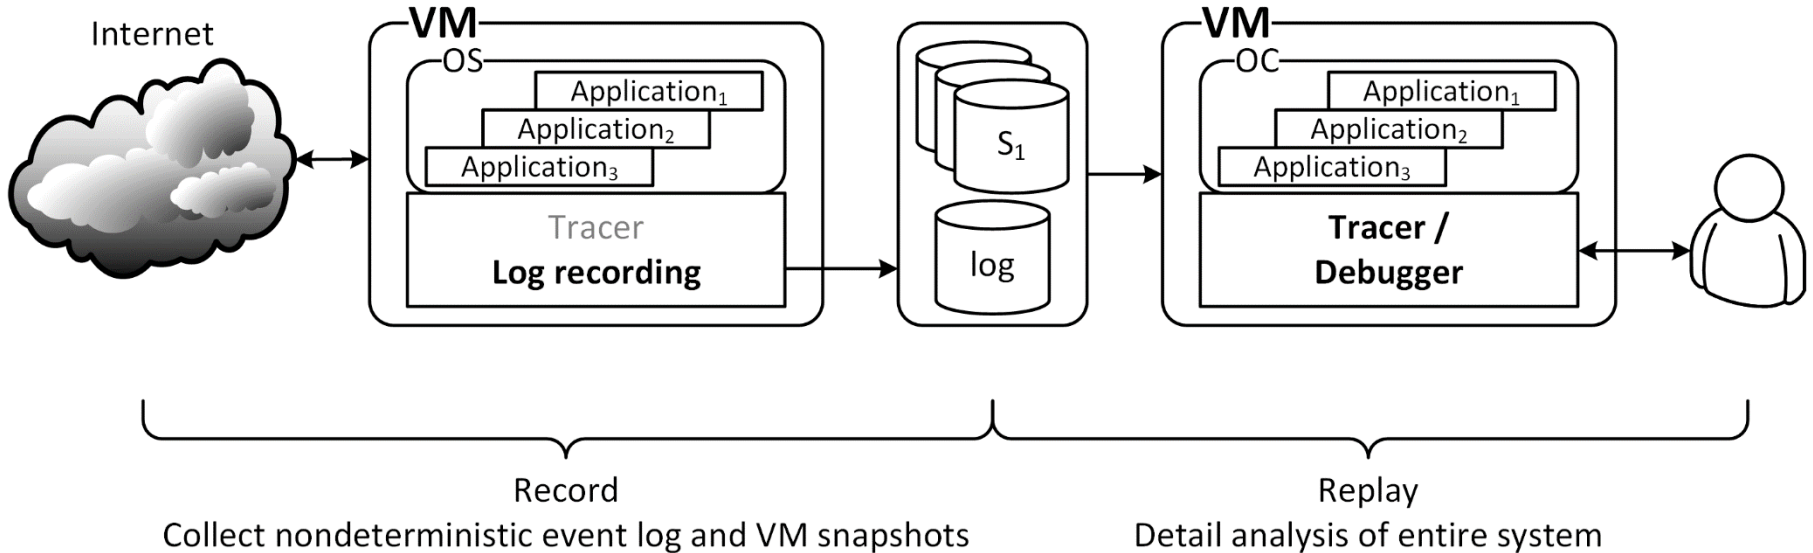 Internet
VM
OS
Application₁
Application₂
Application₃
Tracer
Log recording
S₁
log
VM
OC
Application₁
Application₂
Application₃
Tracer /
Debugger
Record
Collect nondeterministic event log and VM snapshots
Replay
Detail analysis of entire system